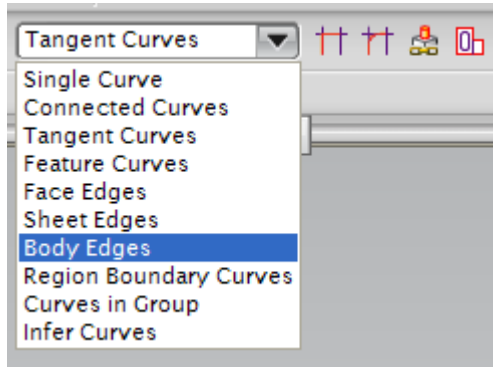 Tangent Curves
Single Curve
Connected Curves
Tangent Curves
Feature Curves
Face Edges
Sheet Edges
Body Edges
Region Boundary Curves
Curves in Group
Infer Curves